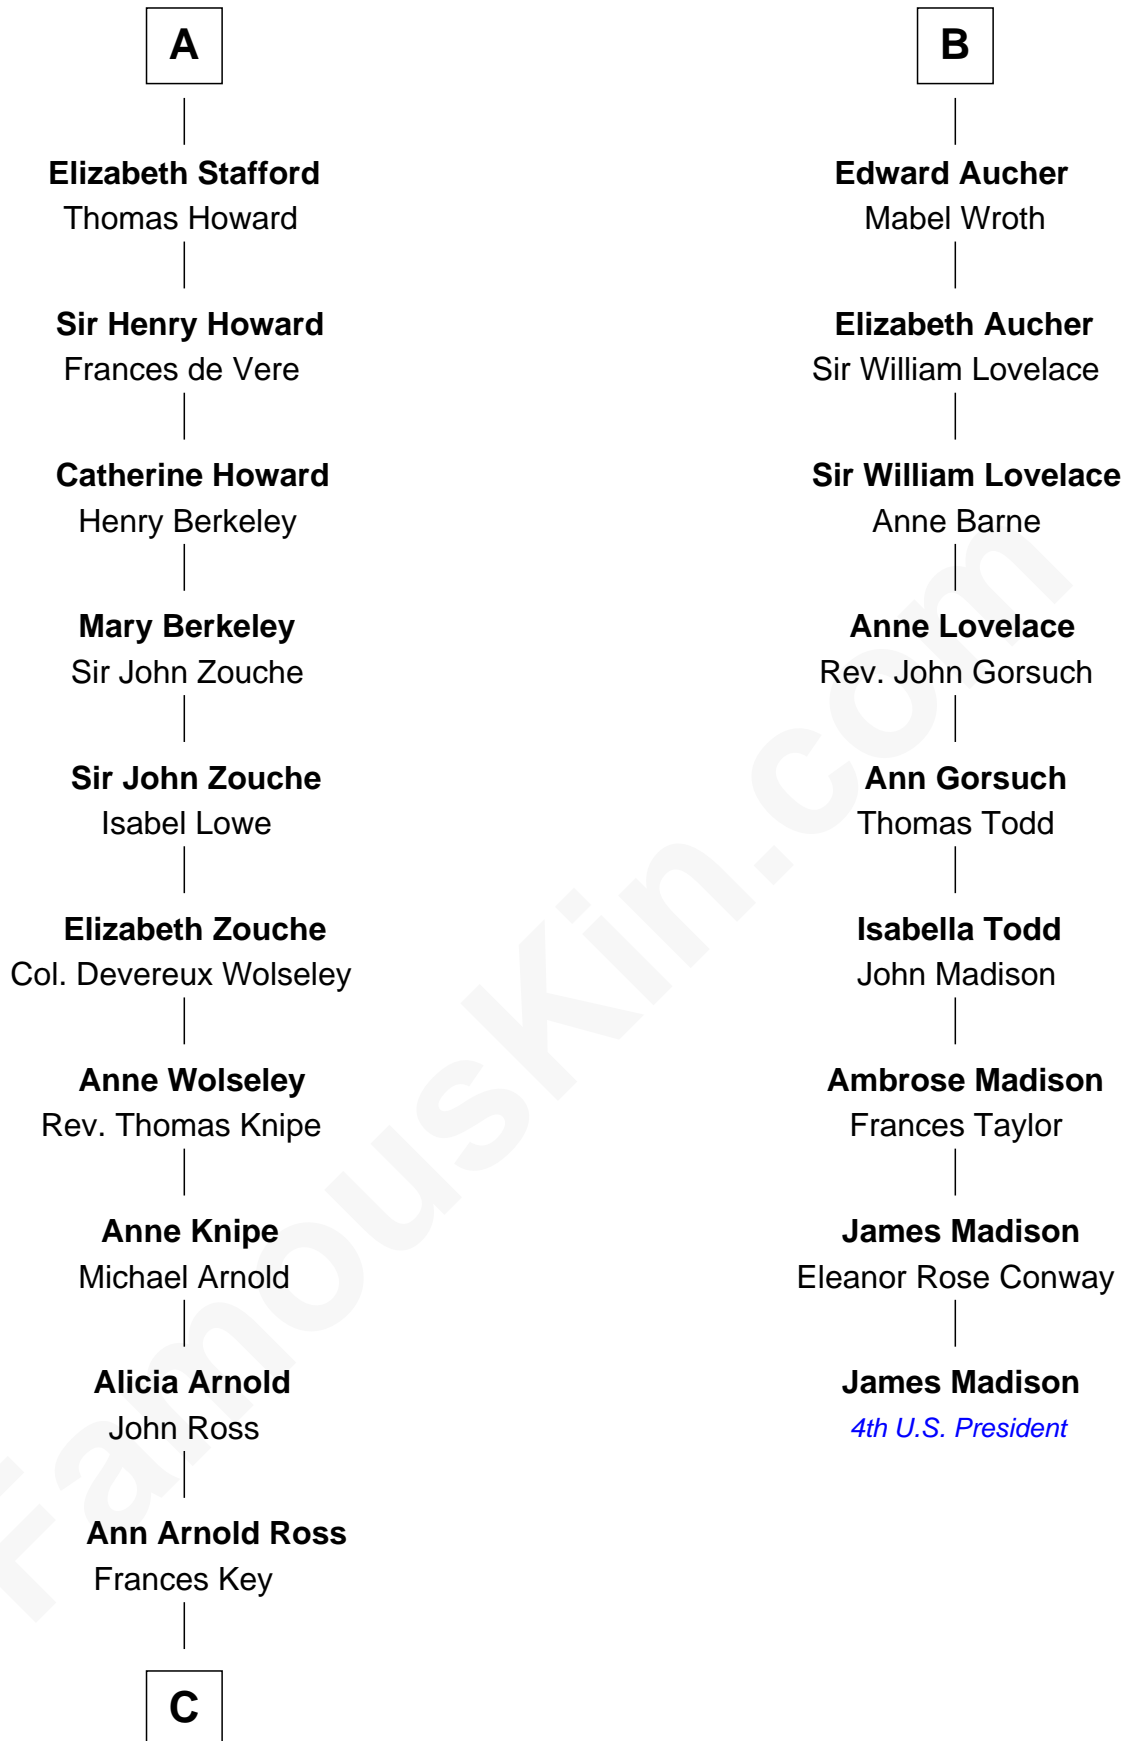 A
Elizabeth Stafford
Thomas Howard
Sir Henry Howard
Frances de Vere
Catherine Howard
Henry Berkeley
Mary Berkeley
Sir John Zouche
Sir John Zouche
Isabel Lowe
Elizabeth Zouche
Col. Devereux Wolseley
Anne Wolseley
Rev. Thomas Knipe
Anne Knipe
Michael Arnold
Alicia Arnold
John Ross
Ann Arnold Ross
Frances Key
C
B
Edward Aucher
Mabel Wroth
Elizabeth Aucher
Sir William Lovelace
Sir William Lovelace
Anne Barne
Anne Lovelace
Rev. John Gorsuch
Ann Gorsuch
Thomas Todd
Isabella Todd
John Madison
Ambrose Madison
Frances Taylor
James Madison
Eleanor Rose Conway
James Madison
4th U.S. President
FamousKin.com